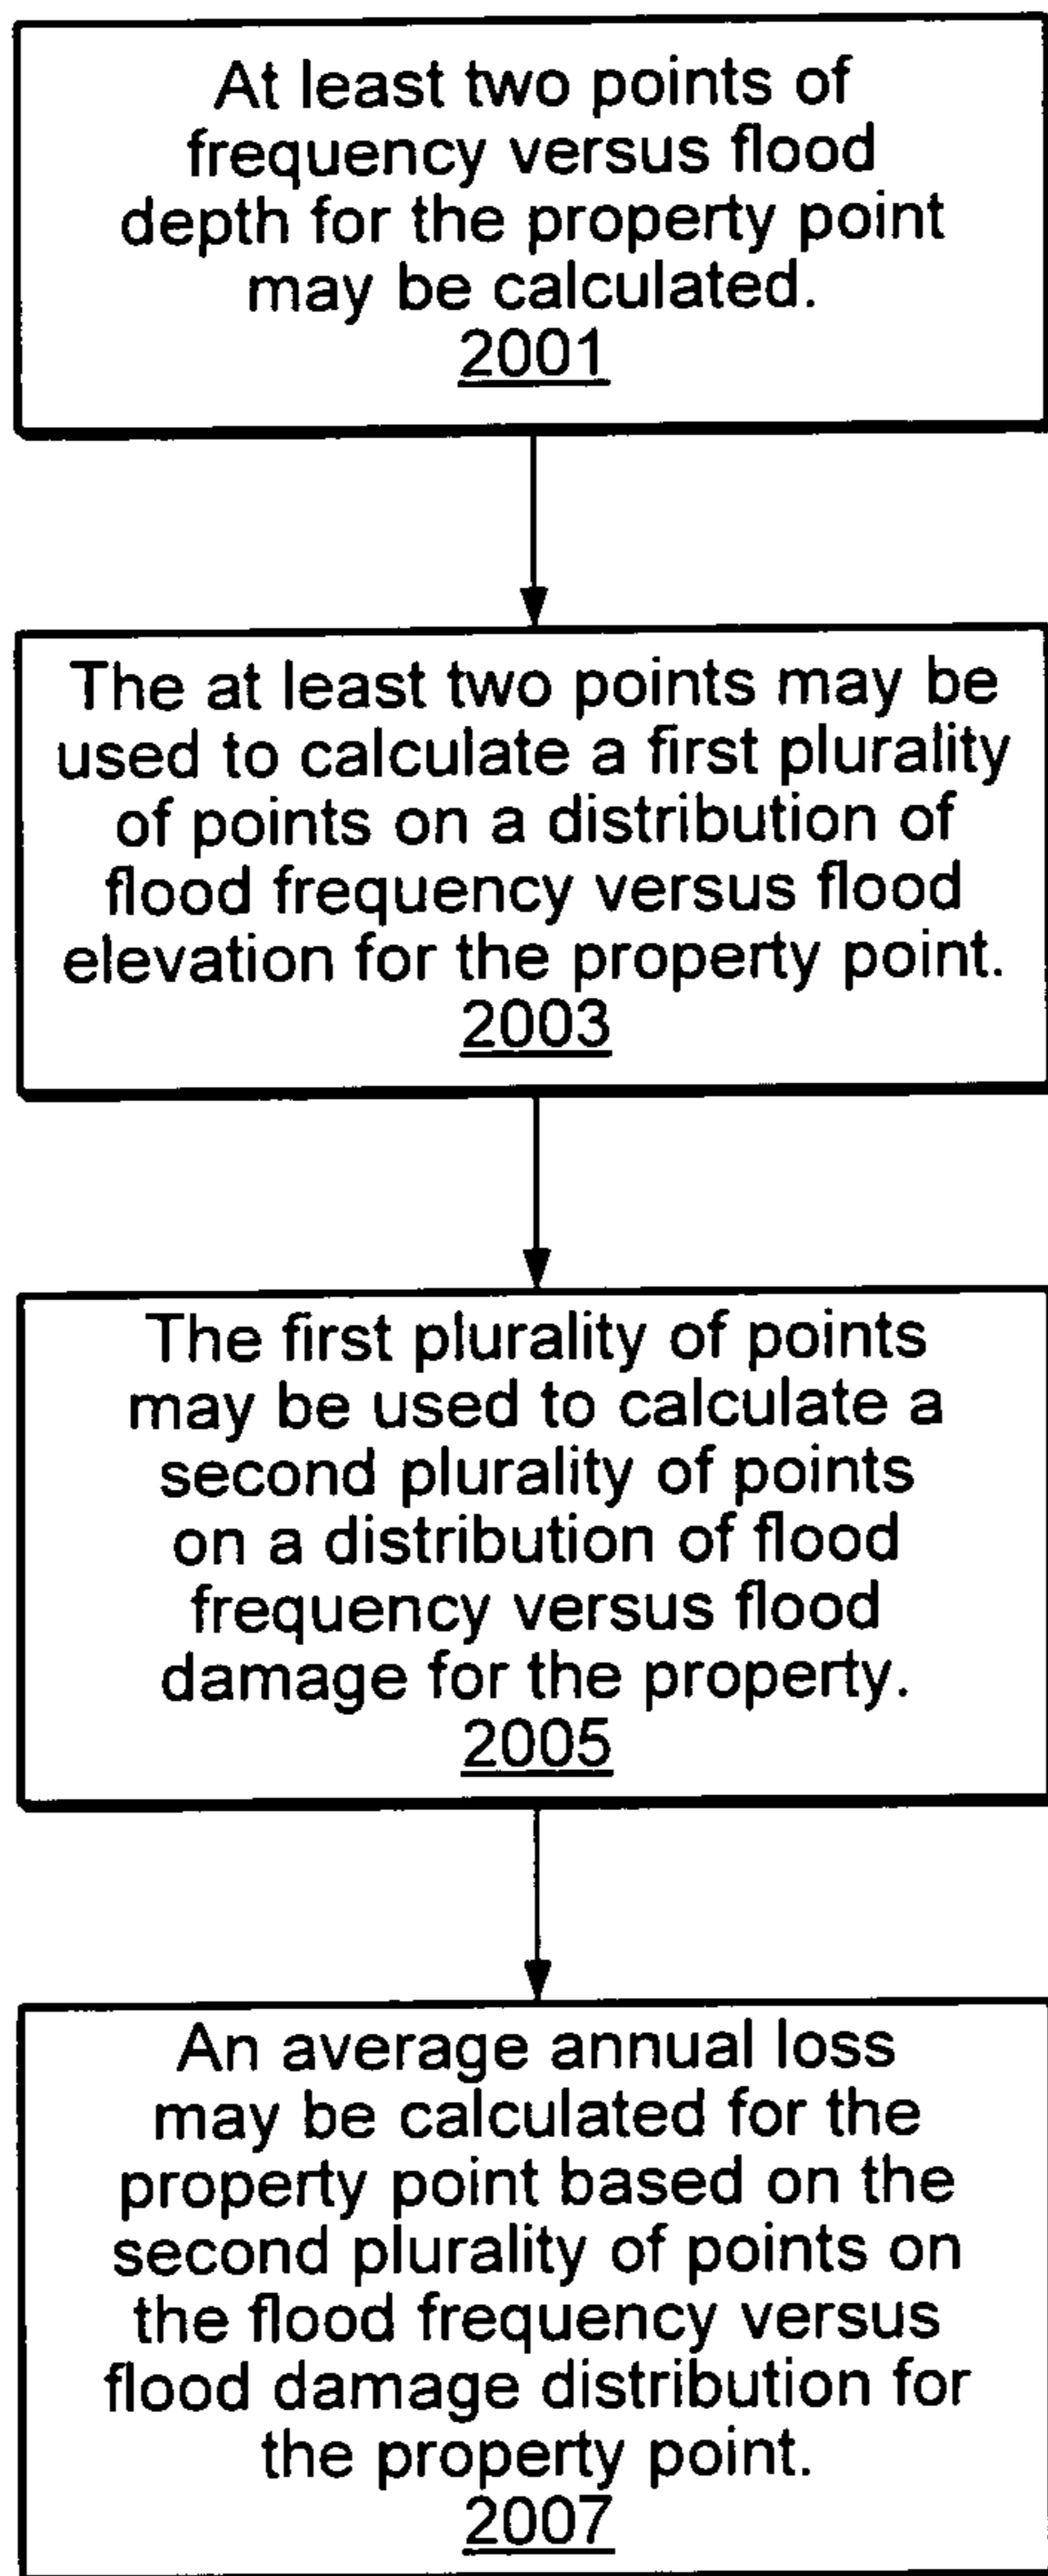 At least two points of
frequency versus flood
depth for the property point
may be calculated.
2001
The at least two points may be
used to calculate a first plurality
of points on a distribution of
flood frequency versus flood
elevation for the property point.
2003
The first plurality of points
may be used to calculate a
second plurality of points
on a distribution of flood
frequency versus flood
damage for the property.
2005
An average annual loss
may be calculated for the
property point based on the
second plurality of points on
the flood frequency versus
flood damage distribution for
the property point.
2007